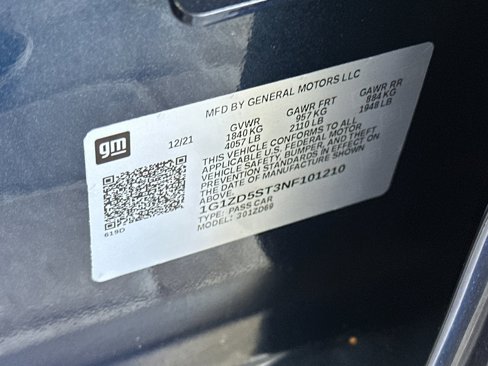 MFD BY GENERAL MOTORS LLC
gm
12/21
GVWR GAWR FRT GAWR RR
1840 KG 957 KG 884 KG
4057 LB 2110 LB 1948 LB
THIS VEHICLE CONFORMS TO ALL
APPLICABLE U.S. FEDERAL MOTOR
VEHICLE SAFETY, BUMPER, AND THEFT
PREVENTION STANDARDS IN EFFECT ON
THE DATE OF MANUFACTURE SHOWN
ABOVE.
1G1ZD5ST3NF101210
TYPE: PASS CAR
MODEL: 301ZD69
619D